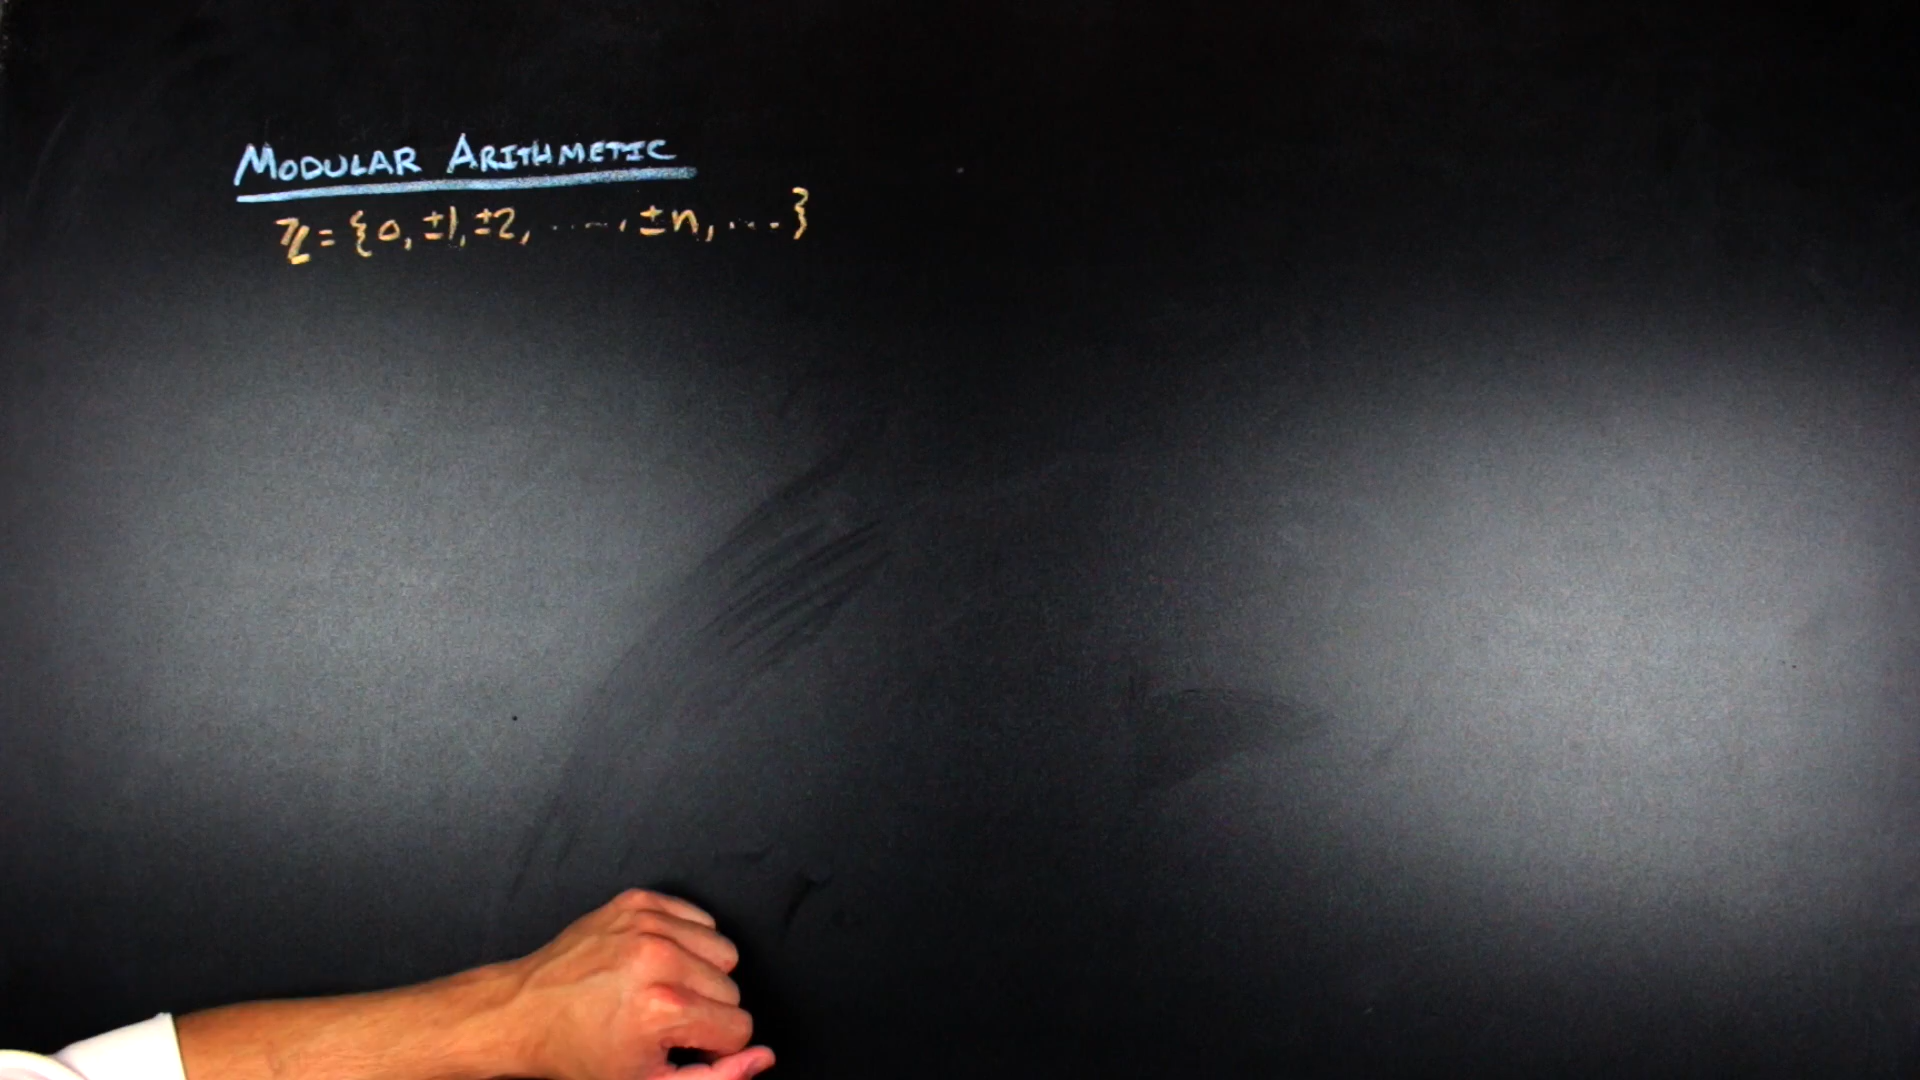 MODULAR ARITHMETIC
ℤ = {0, ±1, ±2, ....., ±n, ...}